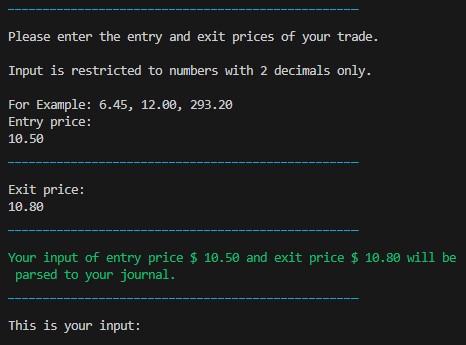 Please enter the entry and exit prices of your trade.
Input is restricted to numbers with 2 decimals only.
For Example: 6.45, 12.00, 293.20
Entry price:
10.50
Exit price:
10.80
Your input of entry price $ 10.50 and exit price $ 10.80 will be
parsed to your journal.
This is your input: